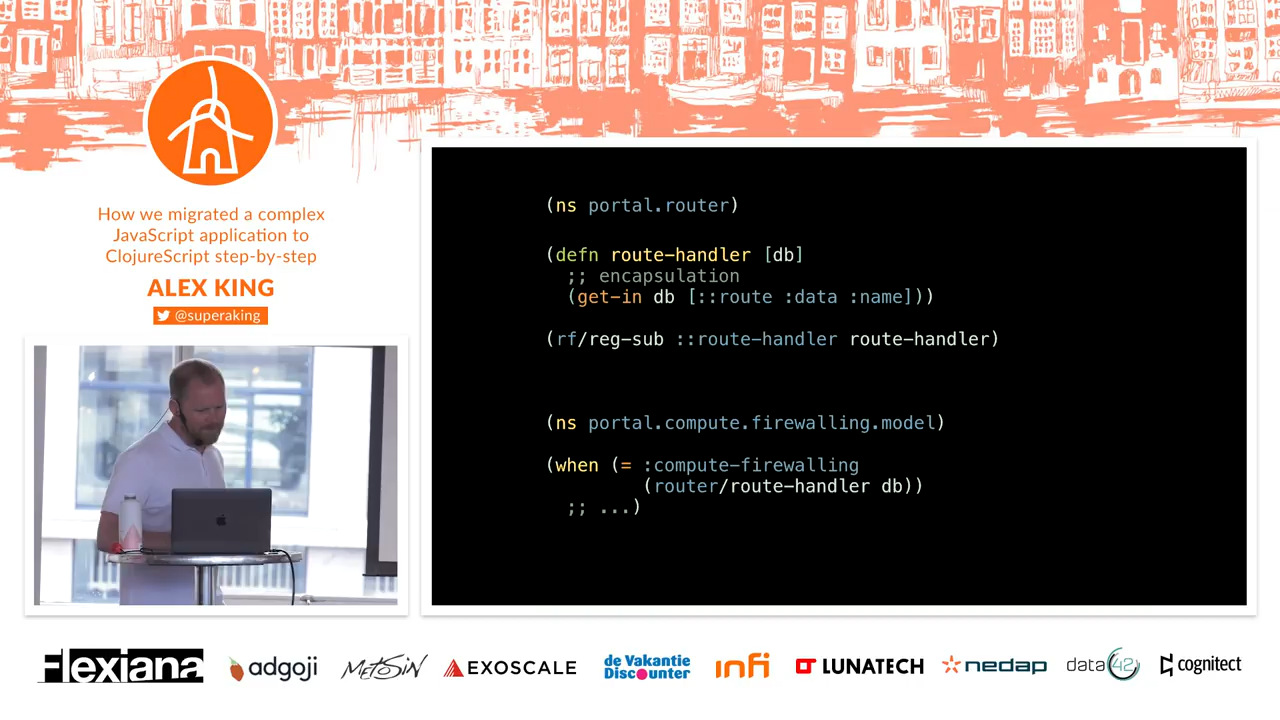 How we migrated a complex
JavaScript application to
ClojureScript step-by-step
ALEX KING
@superaking
(ns portal.router)
(defn route-handler [db]
;; encapsulation
(get-in db [::route :data :name]))
(rf/reg-sub ::route-handler route-handler)
(ns portal.compute.firewalling.model)
(when (= :compute-firewalling
(router/route-handler db))
;; ...)
Flexiana adgoji METOSIN EXOSCALE de Vakantie Discounter infi LUNATECH nedap data 42 cognitect